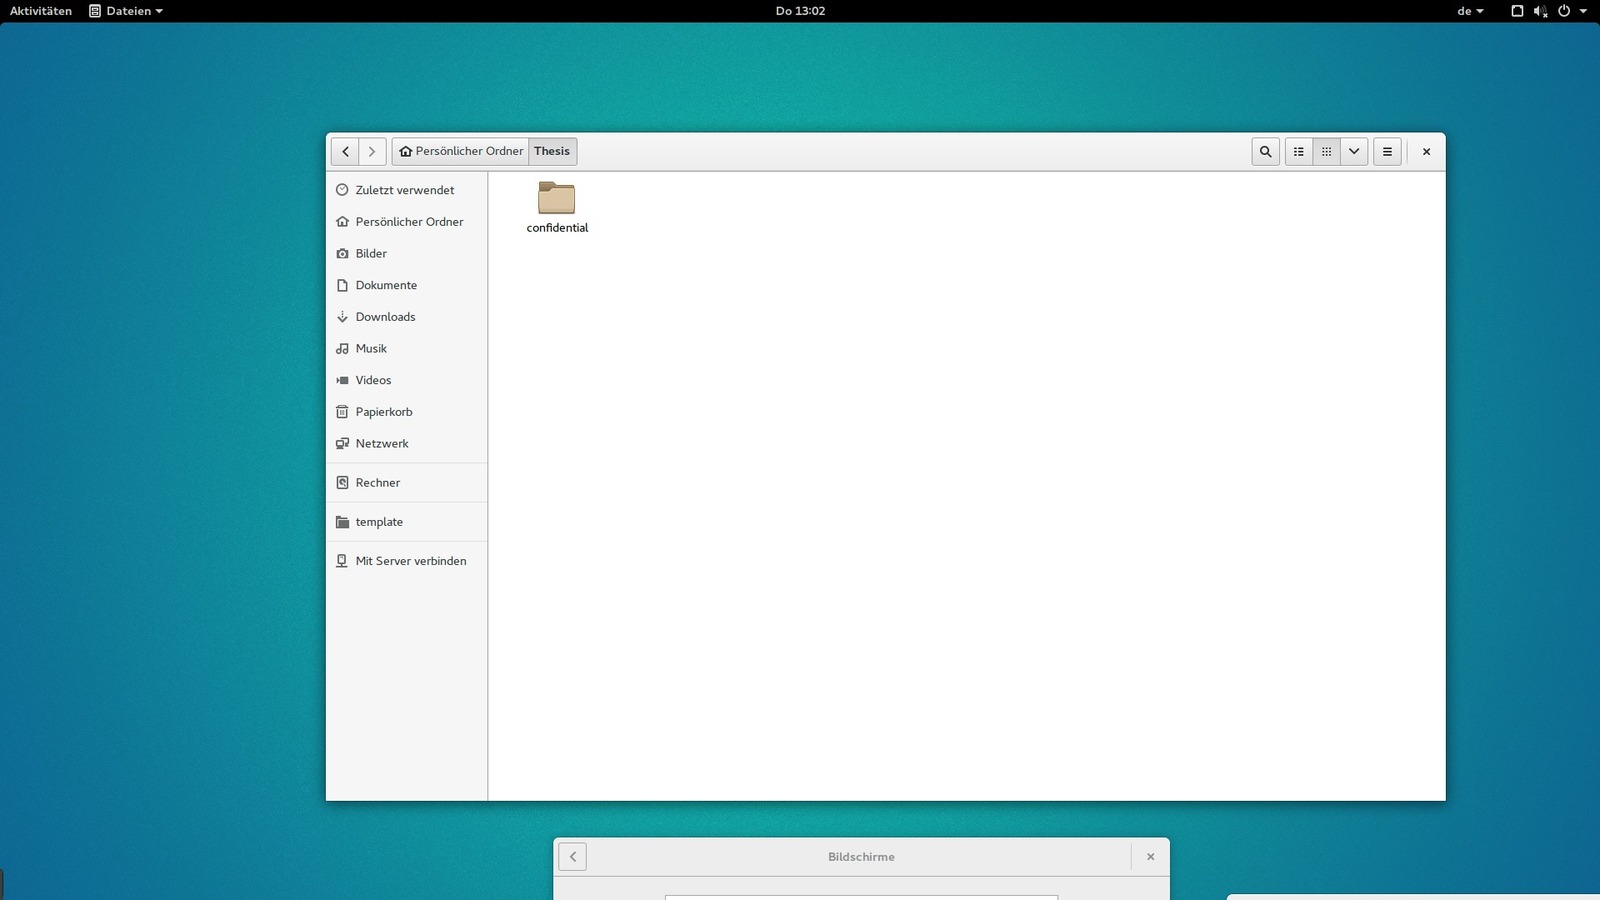 Aktivitäten Dateien Do 13:02 de
Persönlicher Ordner Thesis
Zuletzt verwendet
Persönlicher Ordner
Bilder
Dokumente
Downloads
Musik
Videos
Papierkorb
Netzwerk
Rechner
template
Mit Server verbinden
confidential
Bildschirme